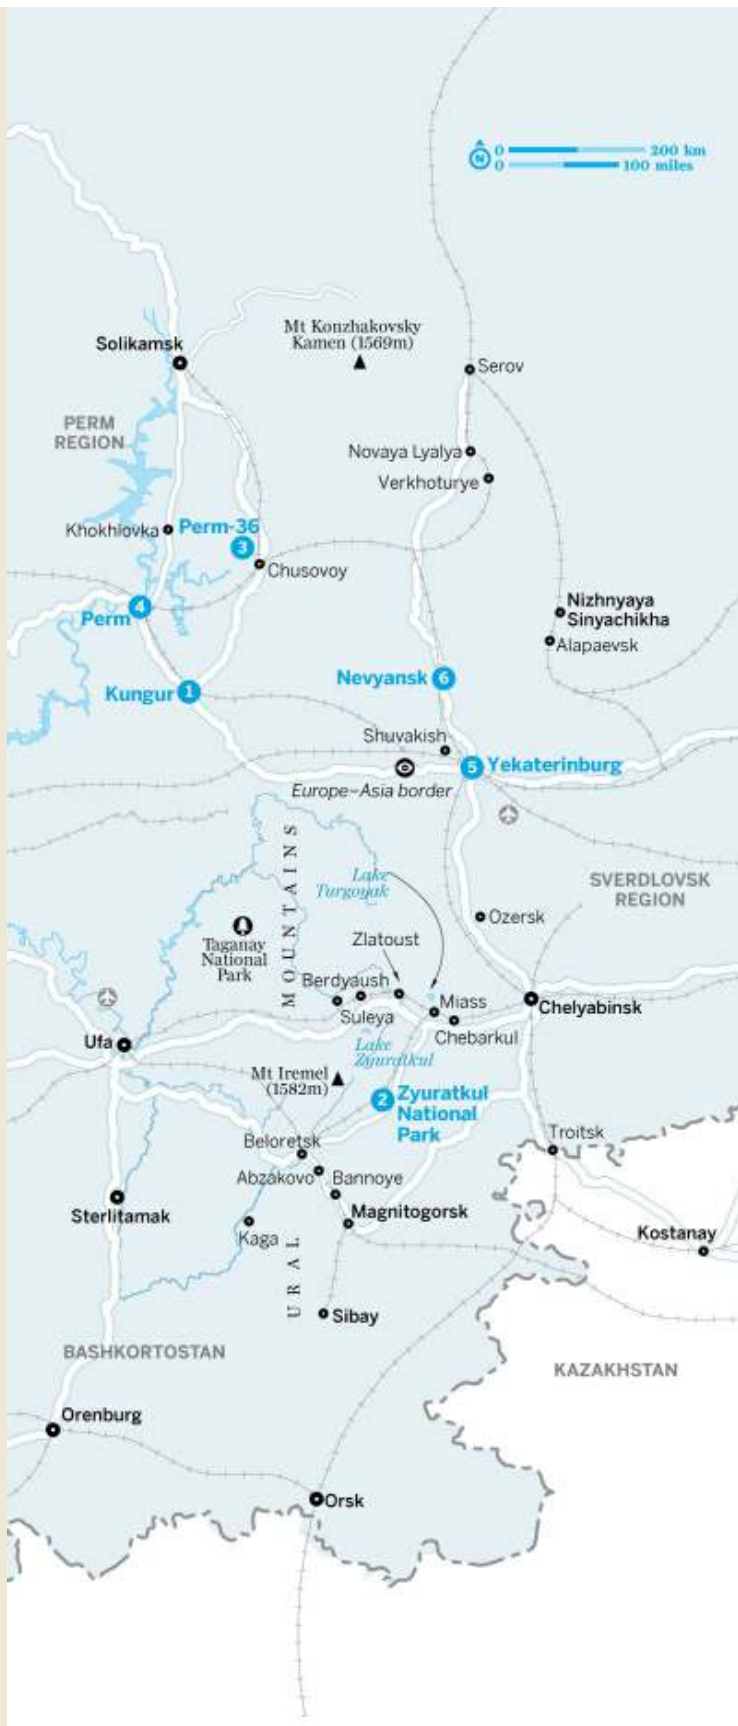 0 200 km
N
0 100 miles
Mt Konzhakovsky
Kamen (1569m)
Solikamsk
Serov
PERM
REGION
Novaya Lyalya
Verkhoturye
Khokhlovka
Perm-36
3
Chusovoy
4
Perm
Nizhnyaya
Sinyachikha
Alapaevsk
Nevyansk 6
Kungur 1
Shuvakish
5 Yekaterinburg
Europe–Asia border
Lake
Turgoyak
SVERDLOVSK
REGION
Ozersk
Taganay
National
Park
MOUNTAINS
Zlatoust
Berdyaush
Suleya
Miass
Chebarkul
Chelyabinsk
Ufa
Lake
Zyuratkul
Mt Iremel
(1582m)
2 Zyuratkul
National
Park
Beloretsk
Troitsk
Abzakovo
Bannoye
Sterlitamak
Magnitogorsk
Kaga
URAL
Kostanay
Sibay
BASHKORTOSTAN
KAZAKHSTAN
Orenburg
Orsk